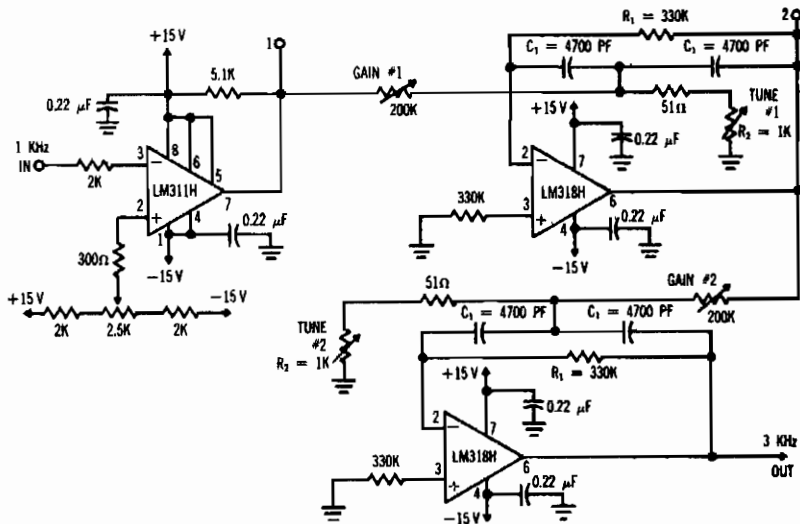 +15 V
1
5.1K
0.22 µF
1 KHz
IN
2K
3
2
8
6
5
7
LM311H
1
4
0.22 µF
−15 V
300Ω
+15 V
−15 V
2K
2.5K
2K
GAIN #1
200K
R₁ = 330K
2
C₁ = 4700 PF
C₁ = 4700 PF
51Ω
TUNE
#1
R₂ = 1K
+15 V
0.22 µF
2
7
LM318H
6
3
4
330K
0.22 µF
−15 V
51Ω
GAIN #2
200K
C₁ = 4700 PF
C₁ = 4700 PF
TUNE
#2
R₂ = 1K
R₁ = 330K
+15 V
0.22 µF
2
7
LM318H
6
3
4
330K
0.22 µF
−15 V
3 KHz
OUT